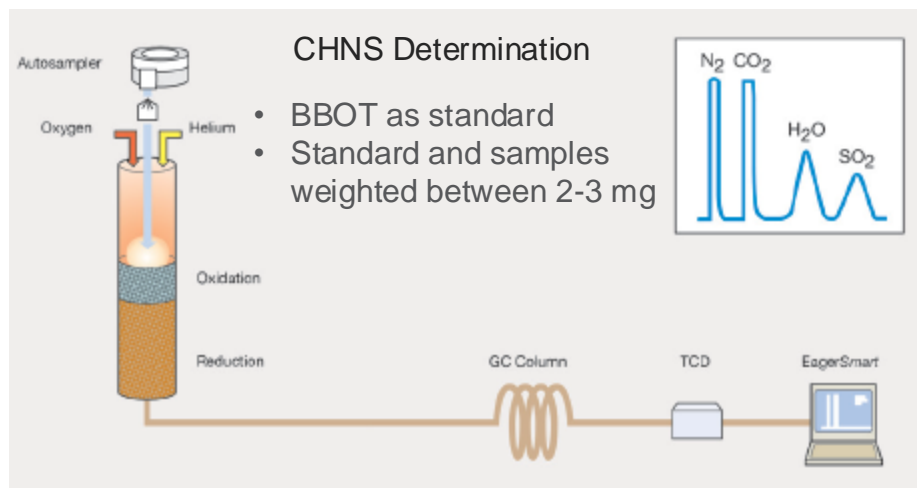 CHNS Determination
• BBOT as standard
• Standard and samples
weighted between 2-3 mg
Autosampler
Oxygen
Helium
Oxidation
Reduction
GC Column
TCD
EagerSmart
N₂ CO₂
H₂O
SO₂